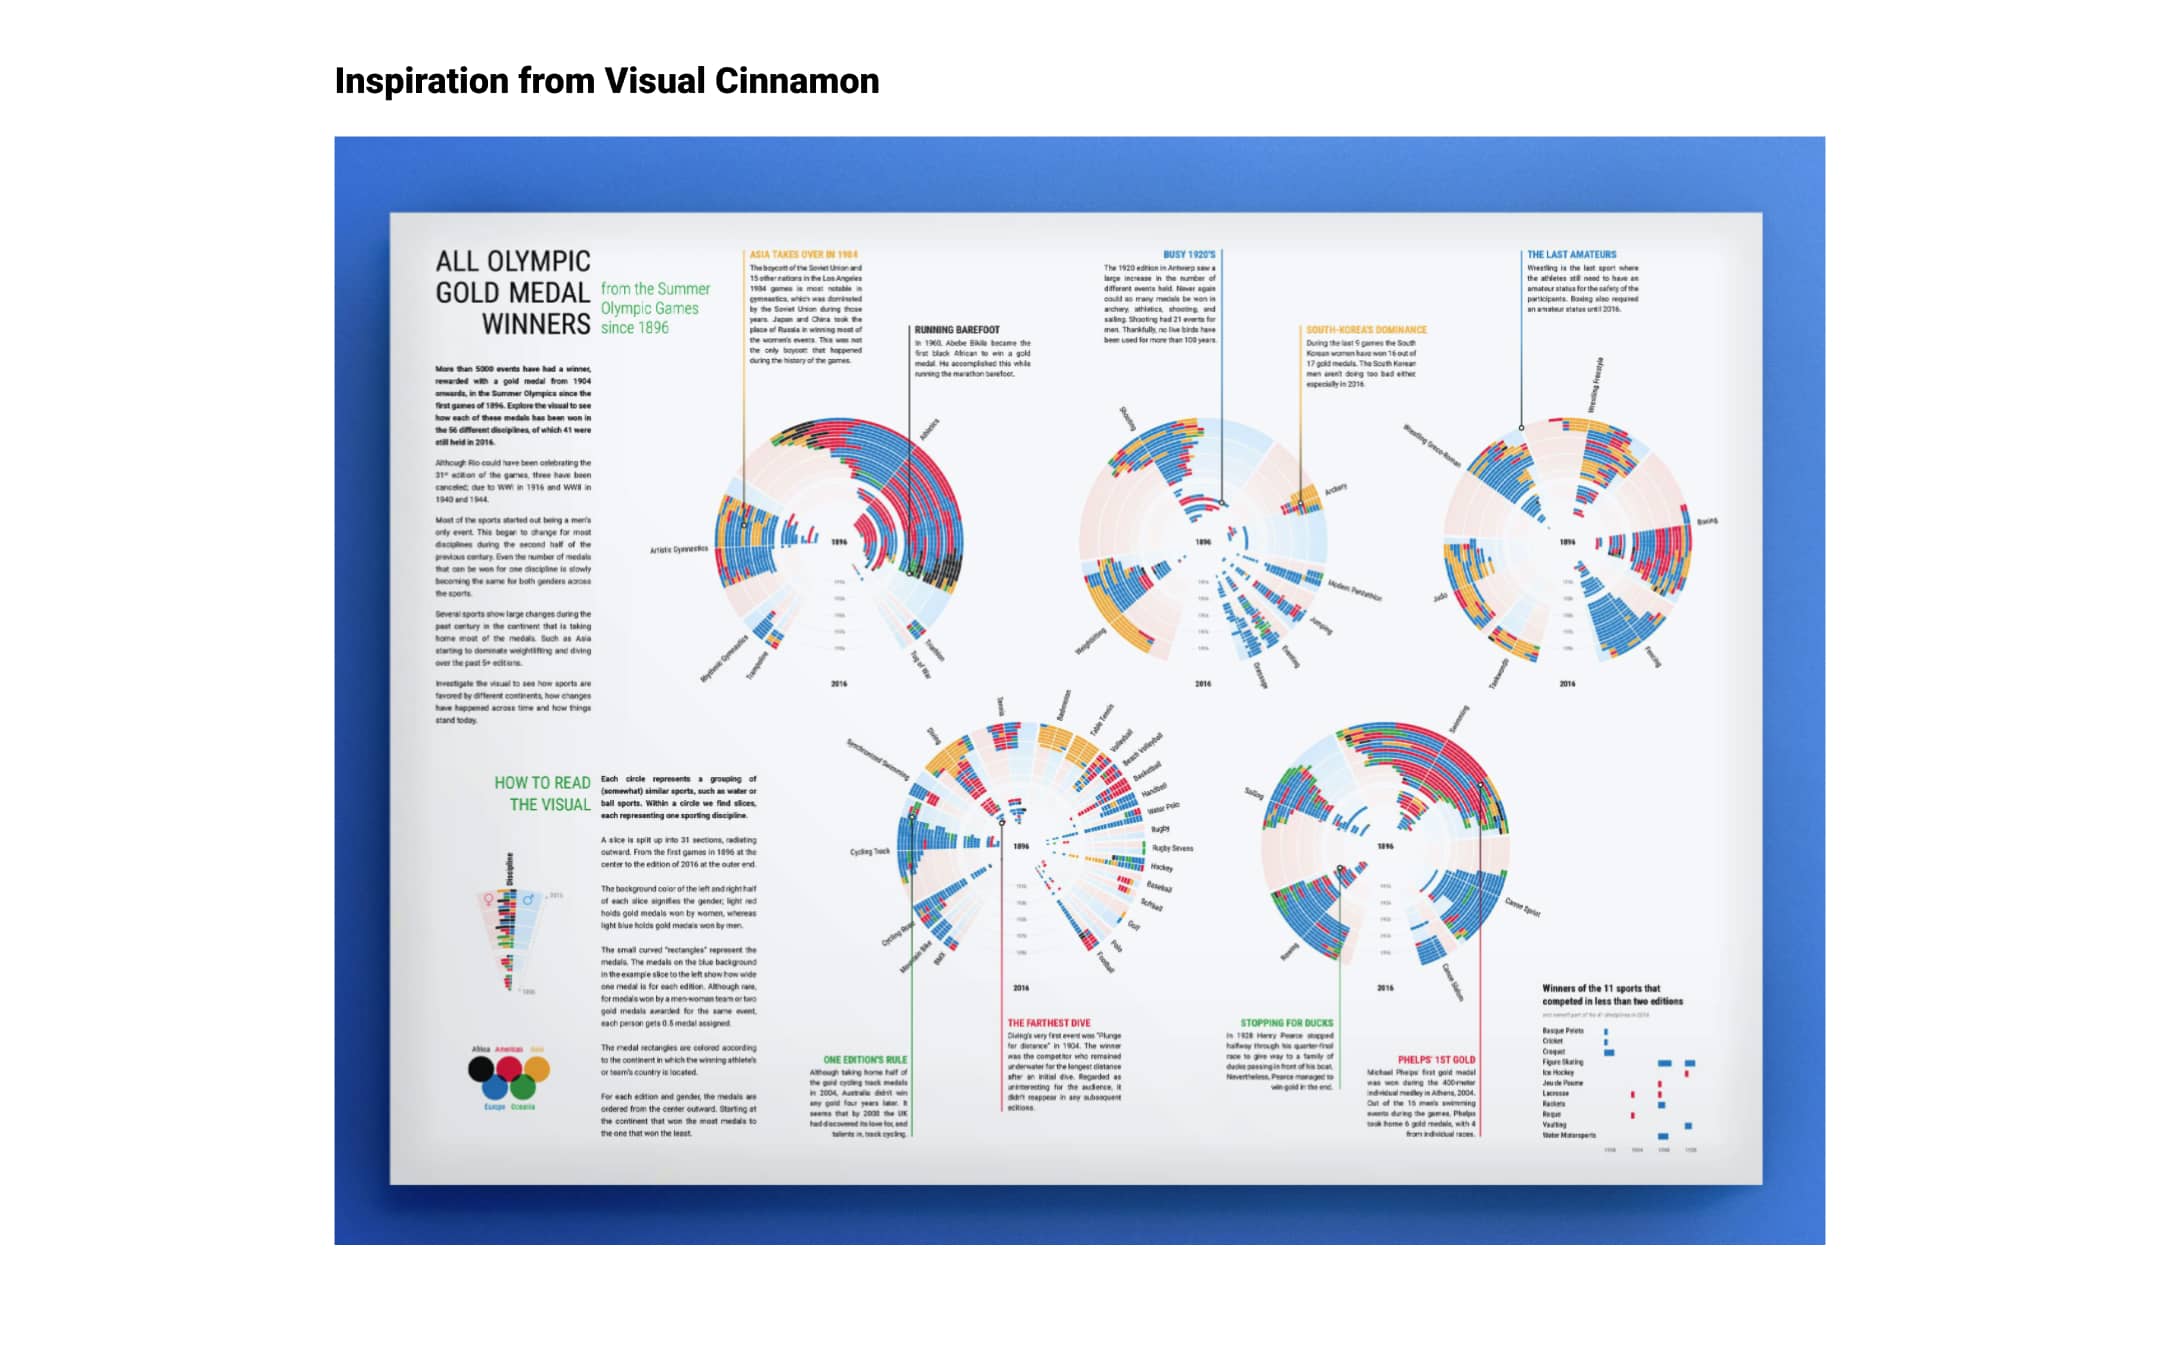 Inspiration from Visual Cinnamon
ALL OLYMPIC
GOLD MEDAL
WINNERS
from the Summer
Olympic Games
since 1896
More than 5000 events have had a winner,
rewarded with a gold medal from 1904
onwards, in the Summer Olympics since the
first games of 1896. Explore the visual to see
how each of these medals has been won in
the 56 different disciplines, of which 41 were
still held in 2016.
Although Rio could have been celebrating the
31st edition of the games, three have been
canceled; due to WWI in 1916 and WWII in
1940 and 1944.
Most of the sports started out being a men's
only event. This began to change for most
disciplines during the second half of the
previous century. Even the number of medals
that can be won for one discipline is slowly
becoming the same for both genders across
the sports.
Several sports show large changes during the
past century in the continent that is taking
home most of the medals. Such as Asia
starting to dominate weightlifting and diving
over the past 5+ editions.
Investigate the visual to see how sports are
favored by different continents, how changes
have happened across time and how things
stand today.
HOW TO READ
THE VISUAL
Each circle represents a grouping of
(somewhat) similar sports, such as water or
ball sports. Within a circle we find slices,
each representing one sporting discipline.
A slice is split up into 31 sections, radiating
outward. From the first games in 1896 at the
center to the edition of 2016 at the outer end.
The background color of the left and right half
of each slice signifies the gender; light red
holds gold medals won by women, whereas
light blue holds gold medals won by men.
The small curved "rectangles" represent the
medals. The medals on the blue background
in the example slice to the left show how wide
one medal is for each edition. Although rare,
for medals won by a men-woman team or two
gold medals awarded for the same event,
each person gets 0.5 medal assigned.
The medal rectangles are colored according
to the continent in which the winning athlete's
or team's country is located.
For each edition and gender, the medals are
ordered from the center outward. Starting at
the continent that won the most medals to
the one that won the least.
Discipline
2016
1896
Africa Americas Asia
Europe Oceania
ASIA TAKES OVER IN 1984
The boycott of the Soviet Union and
15 other nations in the Los Angeles
1984 games is most notable in
gymnastics, which was dominated
by the Soviet Union during those
years. Japan and China took the
place of Russia in winning most of
the women's events. This was not
the only boycott that happened
during the history of the games.
RUNNING BAREFOOT
In 1960, Abebe Bikila became the
first black African to win a gold
medal. He accomplished this while
running the marathon barefoot.
BUSY 1920'S
The 1920 edition in Antwerp saw a
large increase in the number of
different events held. Never again
could so many medals be won in
archery, athletics, shooting, and
sailing. Shooting had 21 events for
men. Thankfully, no live birds have
been used for more than 100 years.
SOUTH-KOREA'S DOMINANCE
During the last 9 games the South
Korean women have won 16 out of
17 gold medals. The South Korean
men aren't doing too bad either
especially in 2016.
THE LAST AMATEURS
Wrestling is the last sport where
the athletes still need to have an
amateur status for the safety of the
participants. Boxing also required
an amateur status until 2016.
Athletics
Artistic Gymnastics
Rhythmic Gymnastics
Trampoline
Triathlon
Tug of War
1896
2016
Shooting
Archery
Modern Pentathlon
Jumping
Eventing
Dressage
Weightlifting
1896
2016
Wrestling Freestyle
Wrestling Greco-Roman
Boxing
Fencing
Taekwondo
Judo
1896
2016
Tennis
Badminton
Table Tennis
Volleyball
Beach Volleyball
Basketball
Handball
Water Polo
Rugby
Rugby Sevens
Hockey
Baseball
Softball
Golf
Polo
Football
Diving
Synchronized Swimming
Cycling Track
Cycling Road
Mountain Bike
BMX
1896
2016
Swimming
Sailing
Rowing
Canoe Sprint
Canoe Slalom
1896
2016
ONE EDITION'S RULE
Although taking home half of
the gold cycling track medals
in 2004, Australia didn't win
any gold four years later. It
seems that by 2008 the UK
had discovered its love for, and
talents in, track cycling.
THE FARTHEST DIVE
Diving's very first event was "Plunge
for distance" in 1904. The winner
was the competitor who remained
underwater for the longest distance
after an initial dive. Regarded as
uninteresting for the audience, it
didn't reappear in any subsequent
editions.
STOPPING FOR DUCKS
In 1928 Henry Pearce stopped
halfway through his quarter-final
race to give way to a family of
ducks passing in front of his boat.
Nevertheless, Pearce managed to
win gold in the end.
PHELPS' 1ST GOLD
Michael Phelps' first gold medal
was won during the 400-meter
individual medley in Athens, 2004.
Out of the 16 men's swimming
events during the games, Phelps
took home 6 gold medals, with 4
from individual races.
Winners of the 11 sports that
competed in less than two editions
Basque Pelota
Cricket
Croquet
Figure Skating
Ice Hockey
Jeu de Paume
Lacrosse
Rackets
Roque
Vaulting
Water Motorsports
1900 1904 1908 1920